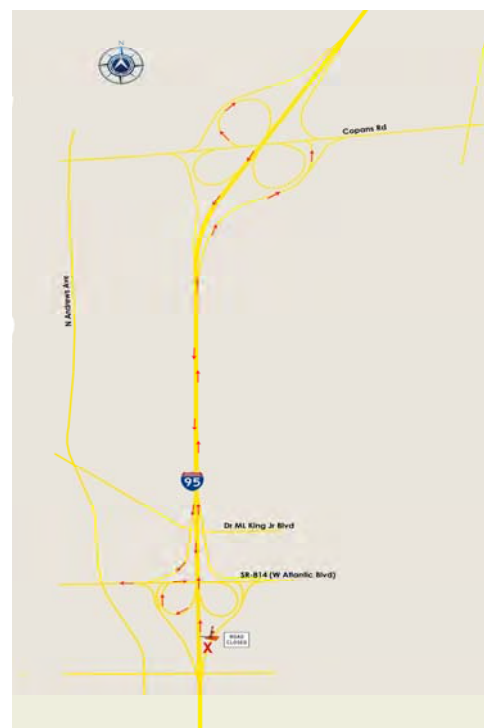 N
Copans Rd
N Andrews Ave
95
Dr ML King Jr Blvd
SR-814 (W Atlantic Blvd)
ROAD
CLOSED
X